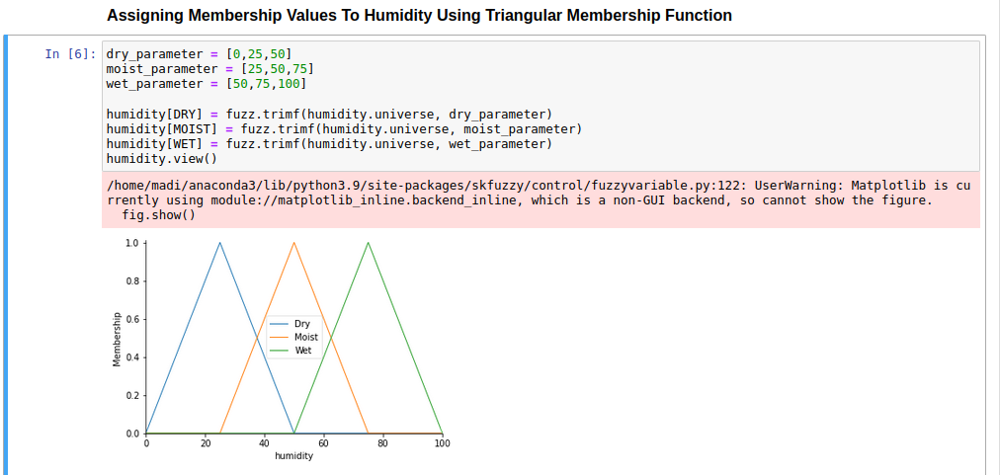 Assigning Membership Values To Humidity Using Triangular Membership Function
In [6]:
dry_parameter = [0,25,50]
moist_parameter = [25,50,75]
wet_parameter = [50,75,100]
humidity[DRY] = fuzz.trimf(humidity.universe, dry_parameter)
humidity[MOIST] = fuzz.trimf(humidity.universe, moist_parameter)
humidity[WET] = fuzz.trimf(humidity.universe, wet_parameter)
humidity.view()
/home/madi/anaconda3/lib/python3.9/site-packages/skfuzzy/control/fuzzyvariable.py:122: UserWarning: Matplotlib is cu
rrently using module://matplotlib_inline.backend_inline, which is a non-GUI backend, so cannot show the figure.
fig.show()
1.0
0.8
0.6
0.4
0.2
0.0
Membership
Dry
Moist
Wet
0 20 40 60 80 100
humidity